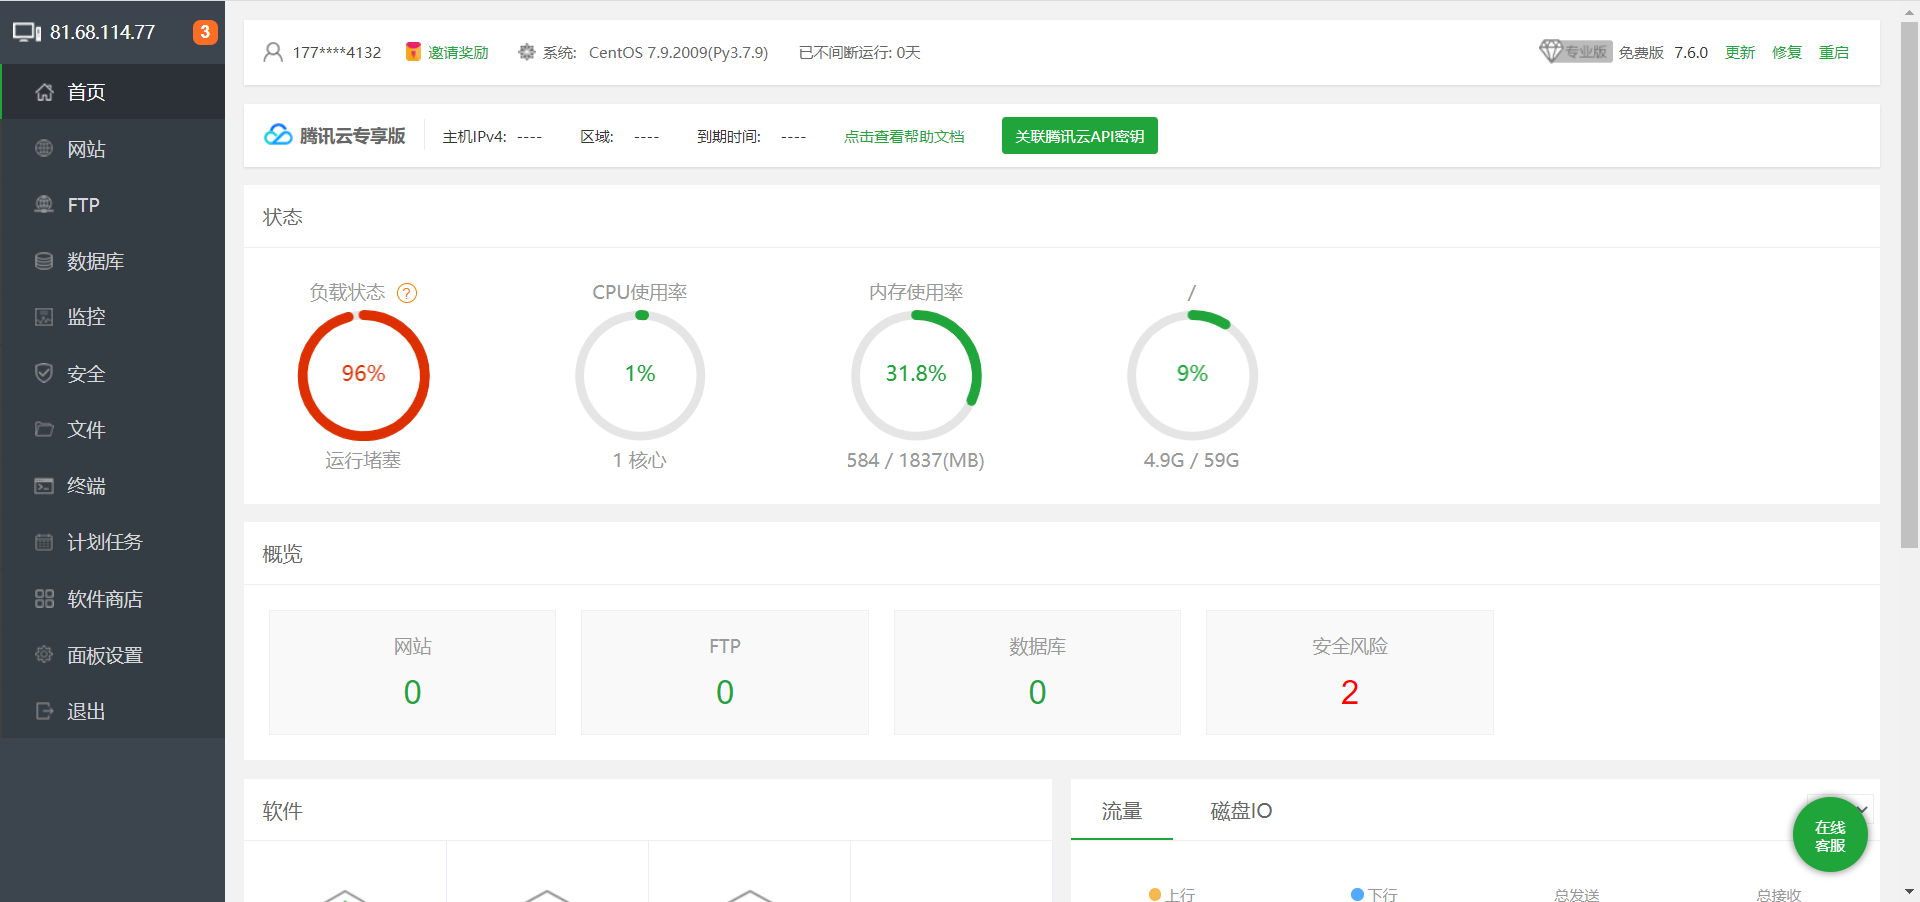 81.68.114.77
3
首页
网站
FTP
数据库
监控
安全
文件
终端
计划任务
软件商店
面板设置
退出
177****4132 邀请奖励 系统: CentOS 7.9.2009(Py3.7.9) 已不间断运行: 0天
专业版 免费版 7.6.0 更新 修复 重启
腾讯云专享版 主机IPv4: ---- 区域: ---- 到期时间: ---- 点击查看帮助文档 关联腾讯云API密钥
状态
负载状态 ?
96%
运行堵塞
CPU使用率
1%
1 核心
内存使用率
31.8%
584 / 1837(MB)
/
9%
4.9G / 59G
概览
网站
0
FTP
0
数据库
0
安全风险
2
软件
流量 磁盘IO
在线
客服
上行 下行 总发送 总接收